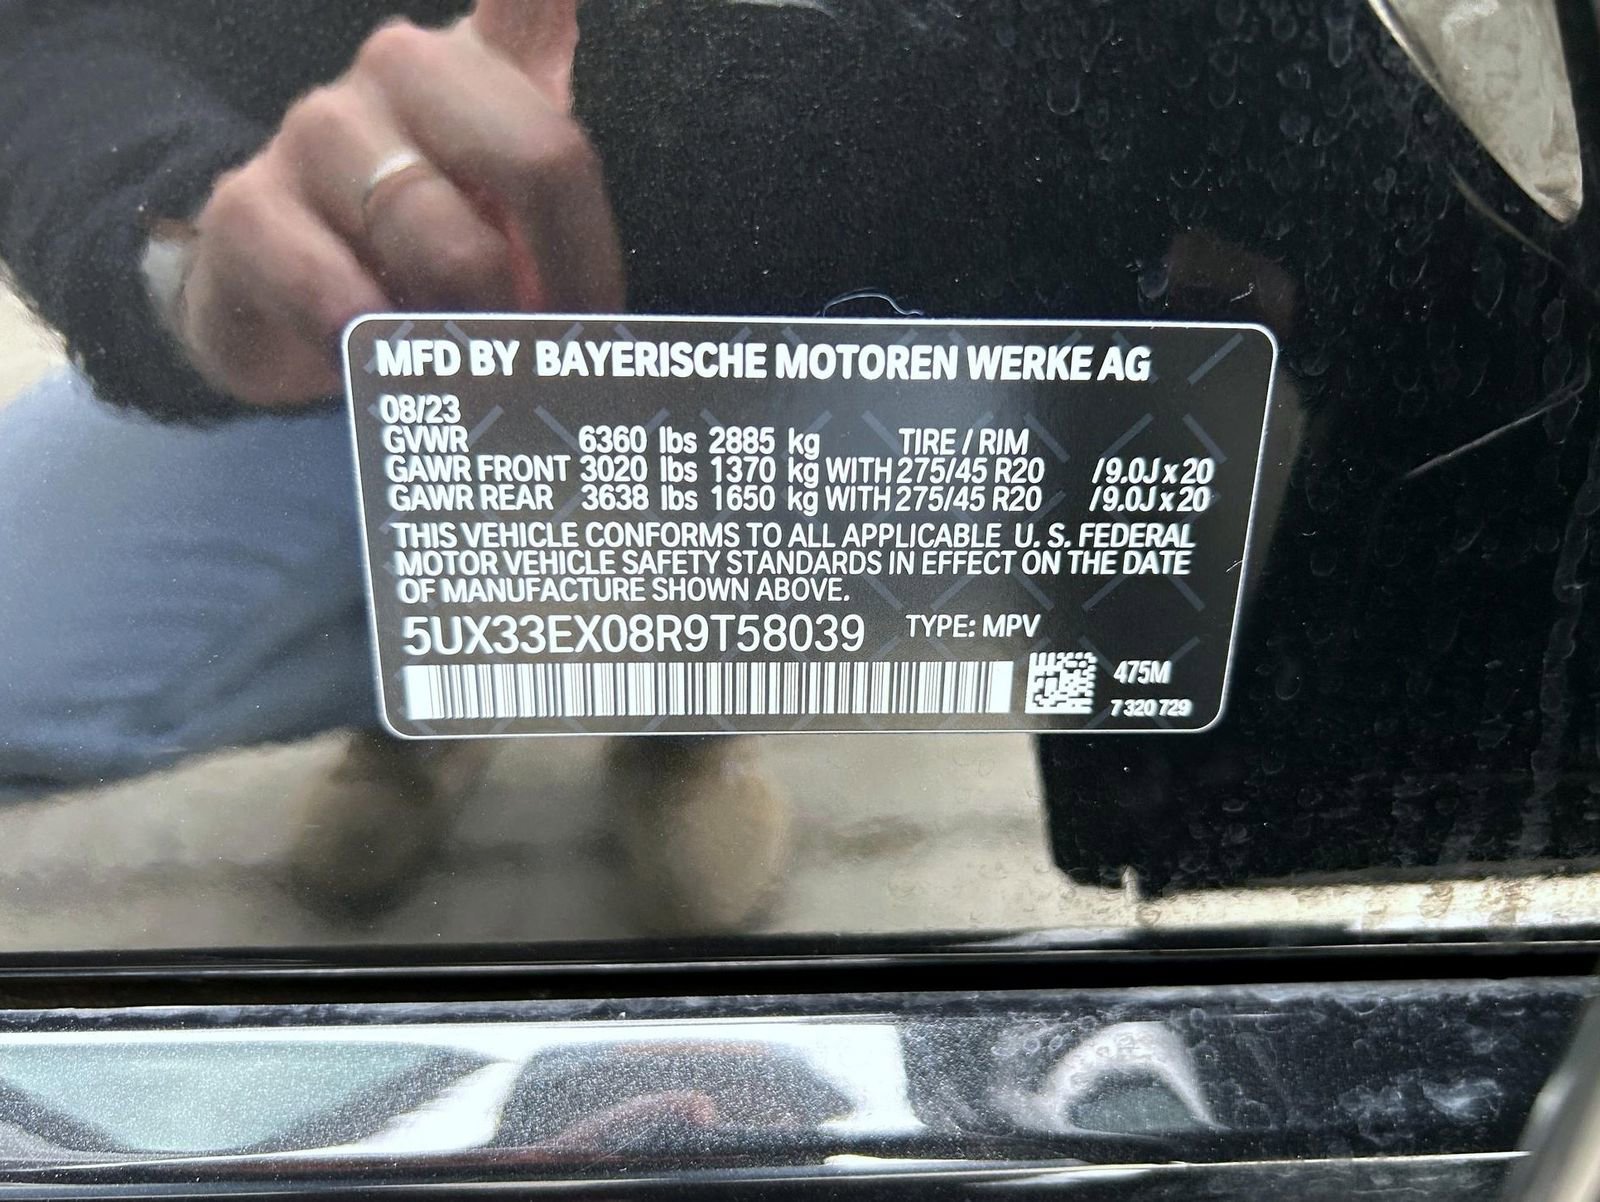 MFD BY BAYERISCHE MOTOREN WERKE AG
08/23
GVWR 6360 lbs 2885 kg TIRE / RIM
GAWR FRONT 3020 lbs 1370 kg WITH 275/45 R20 /9.0J x 20
GAWR REAR 3638 lbs 1650 kg WITH 275/45 R20 /9.0J x 20
THIS VEHICLE CONFORMS TO ALL APPLICABLE U. S. FEDERAL
MOTOR VEHICLE SAFETY STANDARDS IN EFFECT ON THE DATE
OF MANUFACTURE SHOWN ABOVE.
5UX33EX08R9T58039 TYPE: MPV
475M
7 320 729